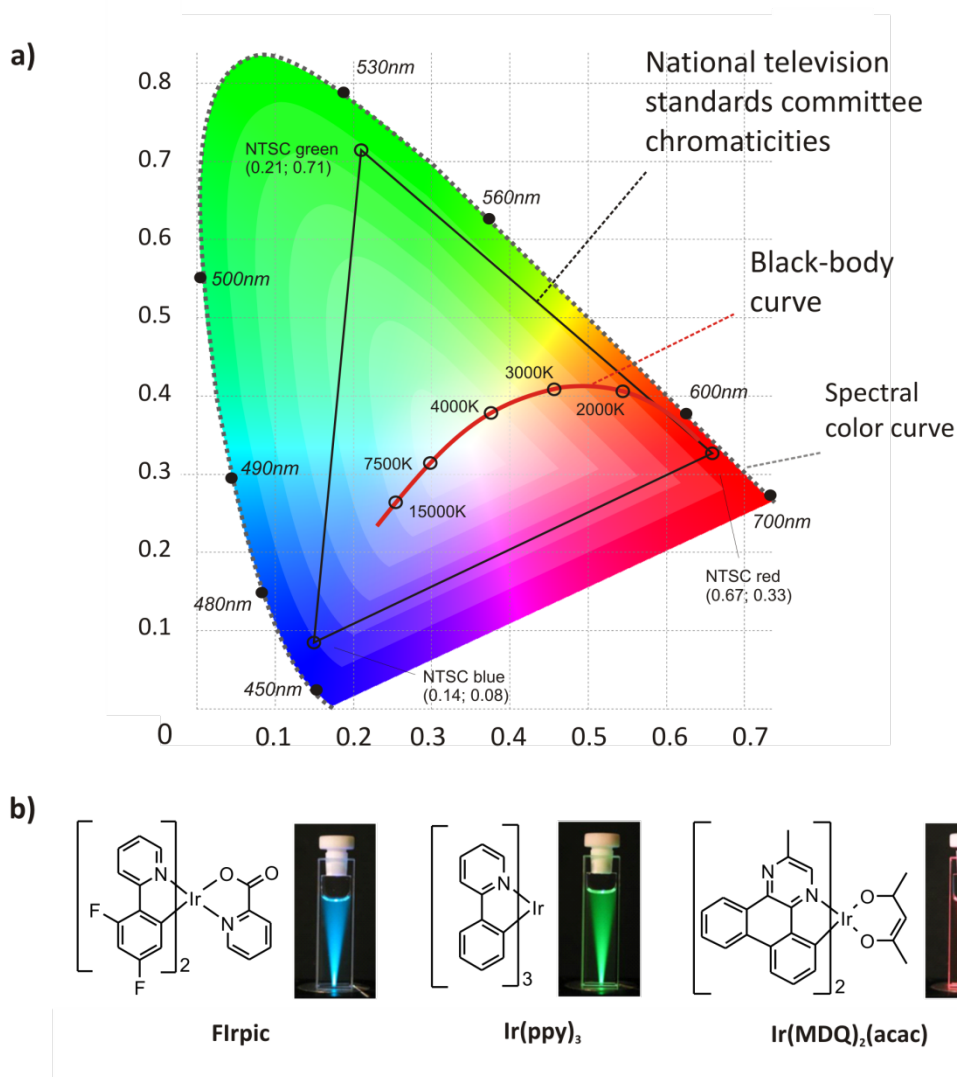 a)
National television
standards committee
chromaticities
530nm
0.8
NTSC green
(0.21; 0.71)
0.7
560nm
0.6
Black-body
curve
500nm
0.5
3000K
0.4
4000K
2000K
600nm
Spectral
color curve
7500K
490nm
0.3
15000K
700nm
0.2
NTSC red
(0.67; 0.33)
480nm
0.1
NTSC blue
(0.14; 0.08)
450nm
0 0.1 0.2 0.3 0.4 0.5 0.6 0.7
b)
N O O
Ir
F N
2
F
FIrpic
N
Ir
3
Ir(ppy)₃
N
N O
Ir
O
2
Ir(MDQ)₂(acac)